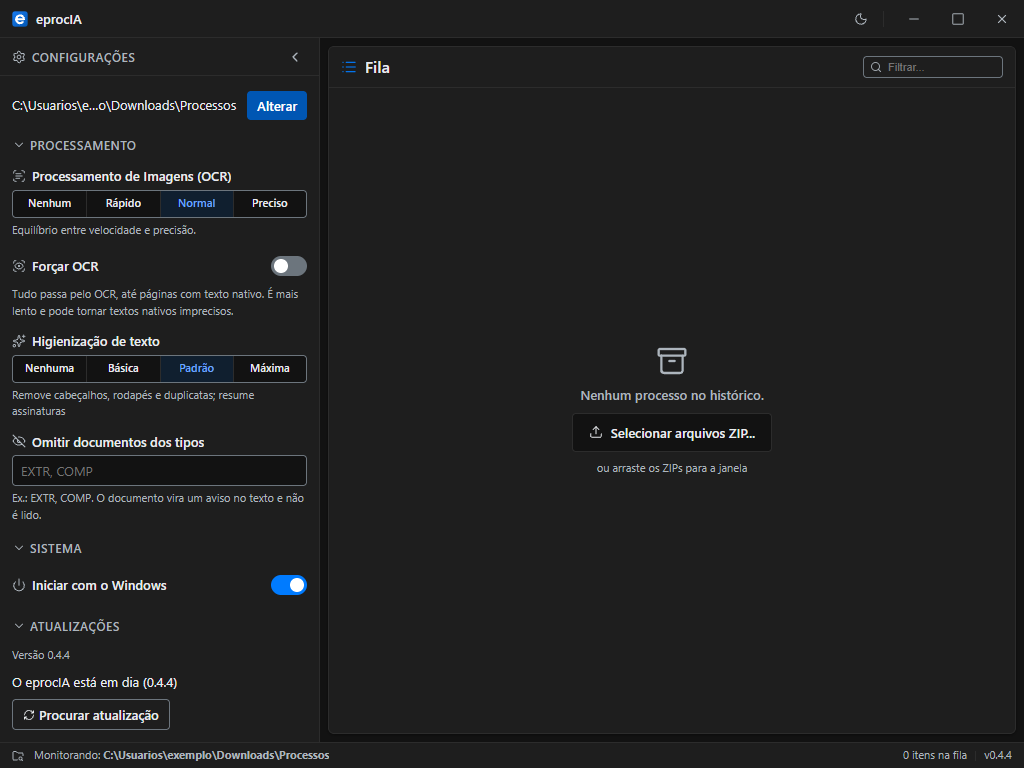 eprocIA
CONFIGURAÇÕES
C:\Usuarios\e...o\Downloads\Processos
Alterar
PROCESSAMENTO
Processamento de Imagens (OCR)
Nenhum Rápido Normal Preciso
Equilíbrio entre velocidade e precisão.
Forçar OCR
Tudo passa pelo OCR, até páginas com texto nativo. É mais
lento e pode tornar textos nativos imprecisos.
Higienização de texto
Nenhuma Básica Padrão Máxima
Remove cabeçalhos, rodapés e duplicatas; resume
assinaturas
Omitir documentos dos tipos
EXTR, COMP
Ex.: EXTR, COMP. O documento vira um aviso no texto e não
é lido.
SISTEMA
Iniciar com o Windows
ATUALIZAÇÕES
Versão 0.4.4
O eprocIA está em dia (0.4.4)
Procurar atualização
Fila
Filtrar...
Nenhum processo no histórico.
Selecionar arquivos ZIP...
ou arraste os ZIPs para a janela
Monitorando: C:\Usuarios\exemplo\Downloads\Processos
0 itens na fila
v0.4.4